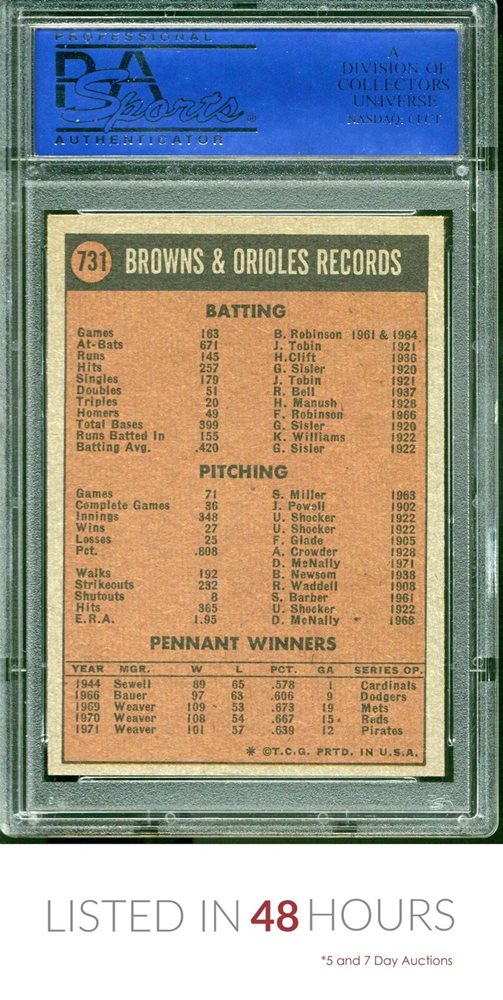 PROFESSIONAL
PSA
Sports®
AUTHENTICATOR
A
DIVISION OF
COLLECTORS
UNIVERSE
NASDAQ: CLCT
731 BROWNS & ORIOLES RECORDS
BATTING
Games 163 B. Robinson 1961 & 1964
At-Bats 671 J. Tobin 1921
Runs 145 H.Clift 1936
Hits 257 G. Sisler 1920
Singles 179 J. Tobin 1921
Doubles 51 R. Bell 1937
Triples 20 H. Manush 1928
Homers 49 F. Robinson 1966
Total Bases 399 G. Sisler 1920
Runs Batted In 155 K. Williams 1922
Batting Avg. .420 G. Sisler 1922
PITCHING
Games 71 S. Miller 1963
Complete Games 36 J. Powell 1902
Innings 348 U. Shocker 1922
Wins 27 U. Shocker 1922
Losses 25 F. Glade 1905
Pct. .808 A. Crowder 1928
D. McNally 1971
Walks 192 B. Newsom 1938
Strikeouts 232 R. Waddell 1908
Shutouts 8 S. Barber 1961
Hits 365 U. Shocker 1922
E.R.A. 1.95 D. McNally 1968
PENNANT WINNERS
YEAR MGR. W L PCT. GA SERIES OP.
1944 Sewell 89 65 .578 1 Cardinals
1966 Bauer 97 63 .606 9 Dodgers
1969 Weaver 109 53 .673 19 Mets
1970 Weaver 108 54 .667 15 Reds
1971 Weaver 101 57 .639 12 Pirates
* ©T.C.G. PRTD. IN U.S.A.
LISTED IN 48 HOURS
*5 and 7 Day Auctions